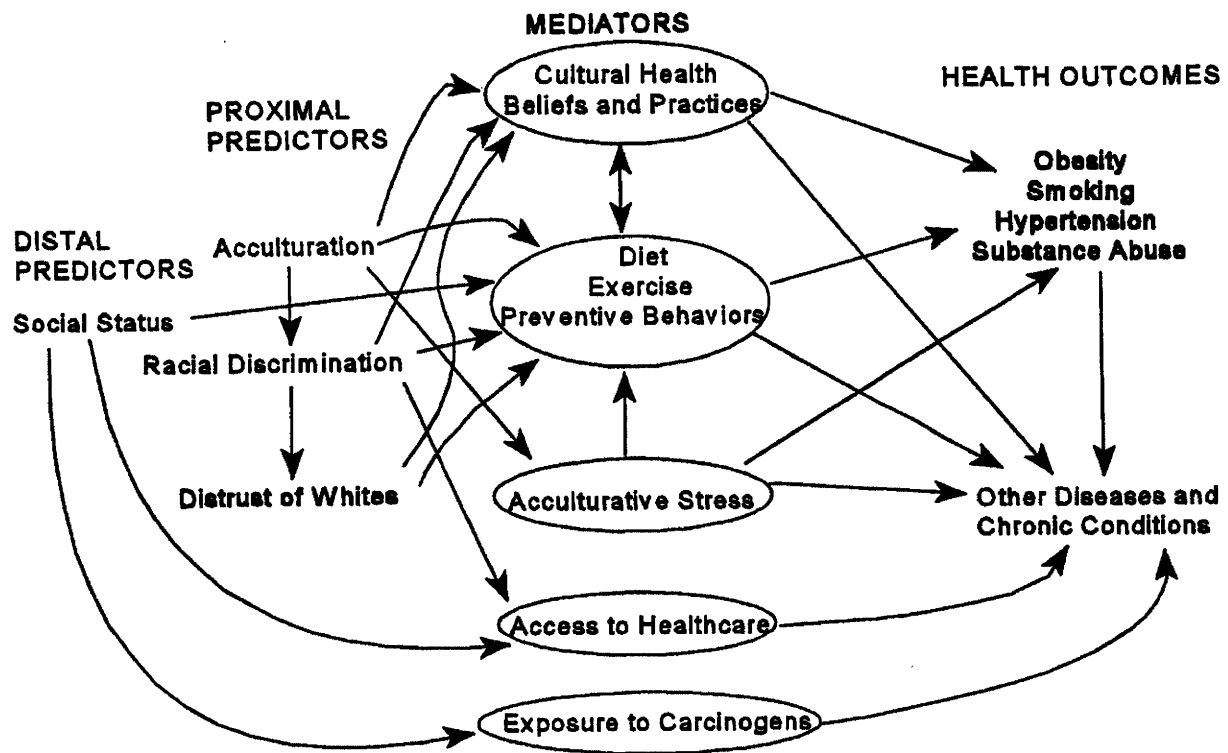 MEDIATORS
Cultural Health
Beliefs and Practices
HEALTH OUTCOMES
PROXIMAL
PREDICTORS
Obesity
Smoking
Hypertension
Substance Abuse
DISTAL
PREDICTORS
Acculturation
Diet
Exercise
Preventive Behaviors
Social Status
Racial Discrimination
Distrust of Whites
Acculturative Stress
Other Diseases and
Chronic Conditions
Access to Healthcare
Exposure to Carcinogens